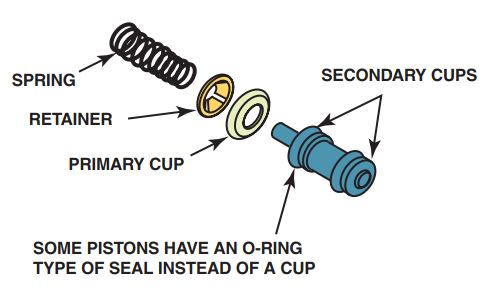 SPRING
SECONDARY CUPS
RETAINER
PRIMARY CUP
SOME PISTONS HAVE AN O-RING
TYPE OF SEAL INSTEAD OF A CUP